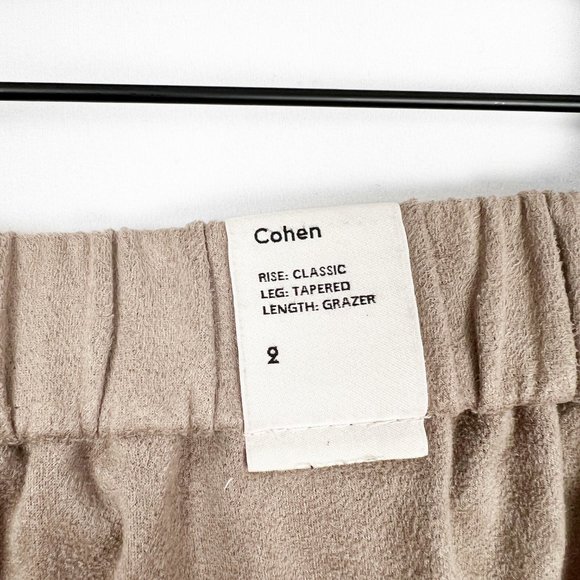 Cohen
RISE: CLASSIC
LEG: TAPERED
LENGTH: GRAZER
2